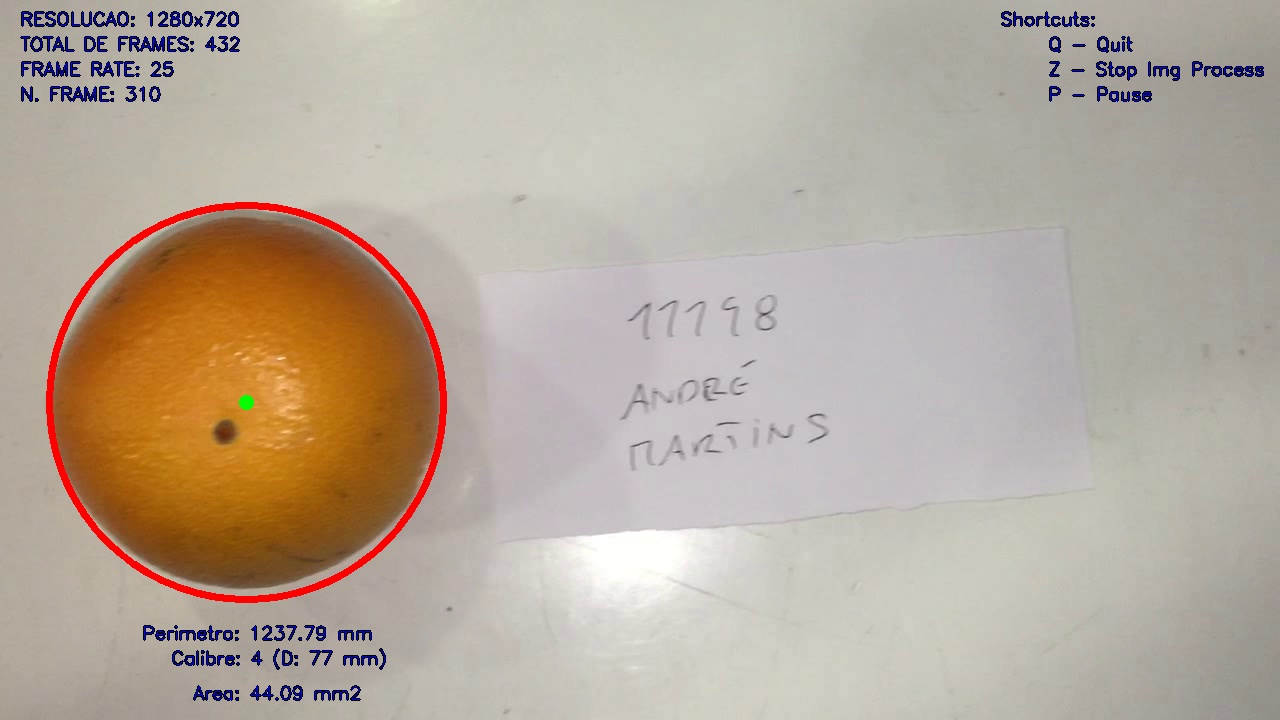 RESOLUCAO: 1280x720
TOTAL DE FRAMES: 432
FRAME RATE: 25
N. FRAME: 310
Shortcuts:
Q - Quit
Z - Stop Img Process
P - Pause
11198
ANDRÉ
MARTINS
Perimetro: 1237.79 mm
Calibre: 4 (D: 77 mm)
Area: 44.09 mm2